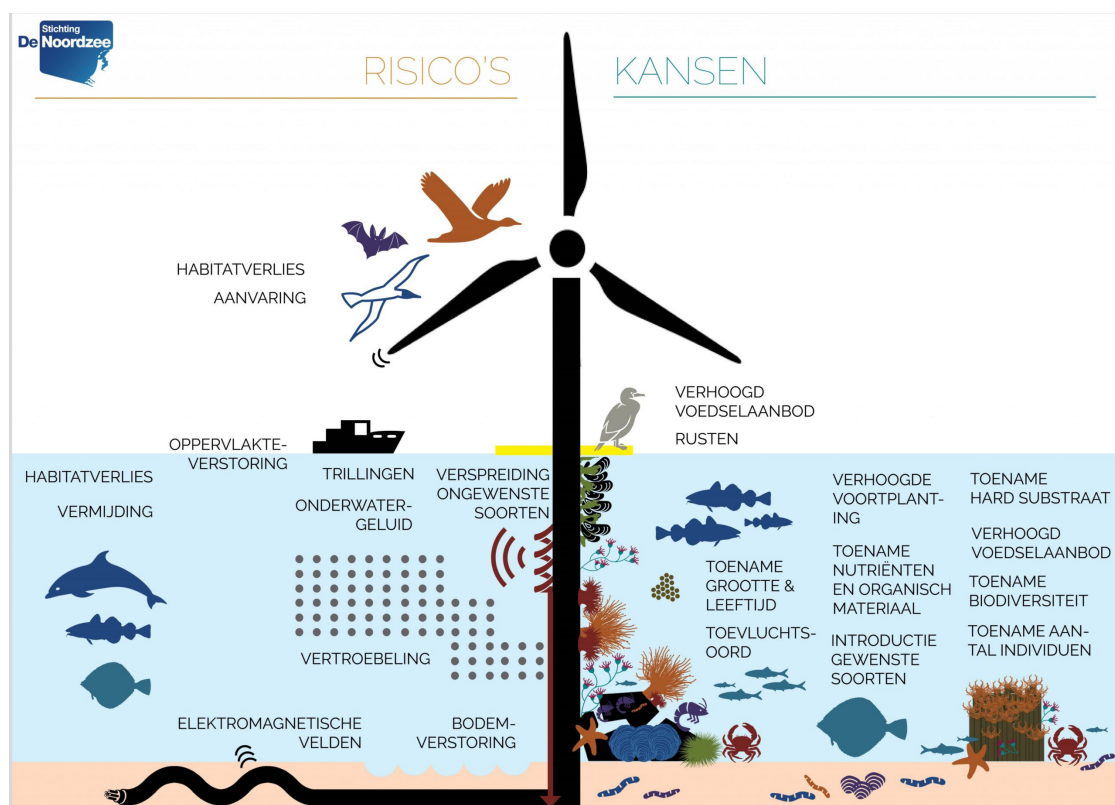 Stichting
De Noordzee
RISICO'S
KANSEN
HABITATVERLIES
AANVARING
VERHOOGD
VOEDSELAANBOD
RUSTEN
OPPERVLAKTE-
VERSTORING
HABITATVERLIES
VERMIJDING
TRILLINGEN
ONDERWATER-
GELUID
VERSPREIDING
ONGEWENSTE
SOORTEN
VERTROEBELING
ELEKTROMAGNETISCHE
VELDEN
BODEM-
VERSTORING
TOENAME
GROOTTE &
LEEFTIJD
TOEVLUCHTS-
OORD
VERHOOGDE
VOORTPLANT-
ING
TOENAME
NUTRIËNTEN
EN ORGANISCH
MATERIAAL
INTRODUCTIE
GEWENSTE
SOORTEN
TOENAME
HARD SUBSTRAAT
VERHOOGD
VOEDSELAANBOD
TOENAME
BIODIVERSITEIT
TOENAME AAN-
TAL INDIVIDUEN